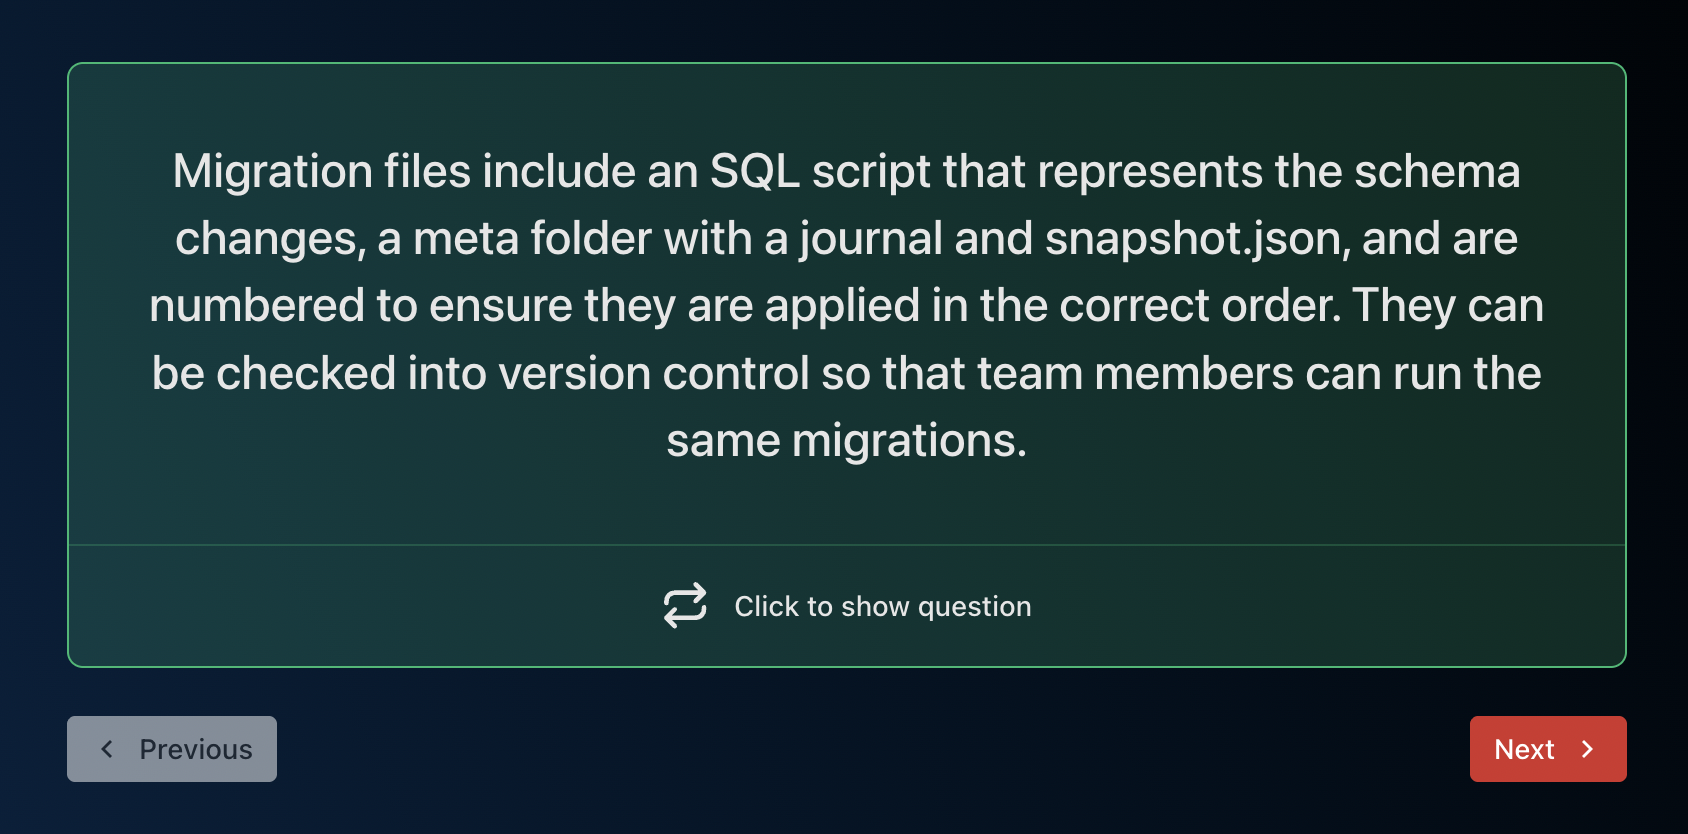 Migration files include an SQL script that represents the schema
changes, a meta folder with a journal and snapshot.json, and are
numbered to ensure they are applied in the correct order. They can
be checked into version control so that team members can run the
same migrations.
Click to show question
Previous
Next